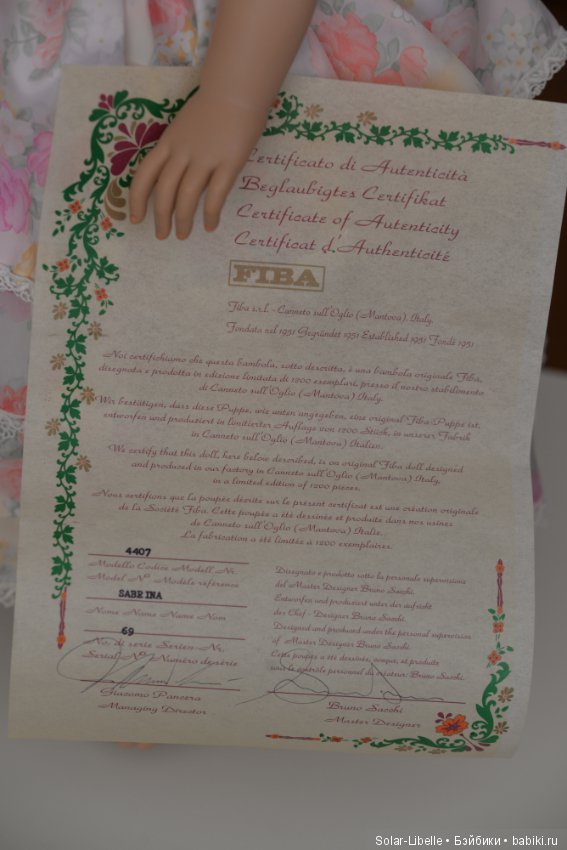 Certificato di Autenticità
Beglaubigtes Certifikat
Certificate of Autenticity
Certificat d'Authenticité
FIBA
Fiba s.r.l. - Canneto sull'Oglio (Mantova). Italy.
Fondata nel 1951 Gegründet 1951 Established 1951 Fondi 1951
Noi certifichiamo che questa bambola, sotto descritta, è una bambola originale Fiba,
disegnata e prodotta in edizione limitata di 1200 esemplari, presso il nostro stabilimento
di Canneto sull'Oglio (Mantova) Italy.
Wir bestätigen, dass diese Puppe, wie unten angegeben, eine original Fiba-Puppe ist,
entworfen und produziert in limitierter Auflage von 1200 Stück, in unserer Fabrik
in Canneto sull'Oglio (Mantova) Italien.
We certify that this doll, here below described, is on original Fiba doll designed
and produced in our factory in Canneto sull'Oglio (Mantova) Italy,
in a limited edition of 1200 pieces.
Nous certifions que la poupée décrite sur le present certificat est une création originale
de la Société Fiba. Cette poupée a été dessinée et produite dans nos usines
de Canneto sull'Oglio (Mantova) Italie.
La fabrication a été limitée à 1200 exemplaires.
4407
Modello Codice Modell Nr.
Model N° Modèle reference
SABRINA
Name Name Name Nom
69
No. di serie Serien-Nr.
Serial N° Numèro desérie
Giacomo Panzera
Managing Director
Disegnato e prodotto sotto la personale supervisione
del Master Designer Bruno Sacchi.
Entworfen und produziert unter der aufsicht
des Chef-Designer Bruno Sacchi.
Designed and produced under the personal supervision
of Master Designer Bruno Sacchi.
Cette poupée a été dessinée, conçue, et produite
sous le contrôle personnel du créateur: Bruno Sacchi.
Bruno Sacchi
Master Designer
Solar-Libelle • Бэйбики • babiki.ru